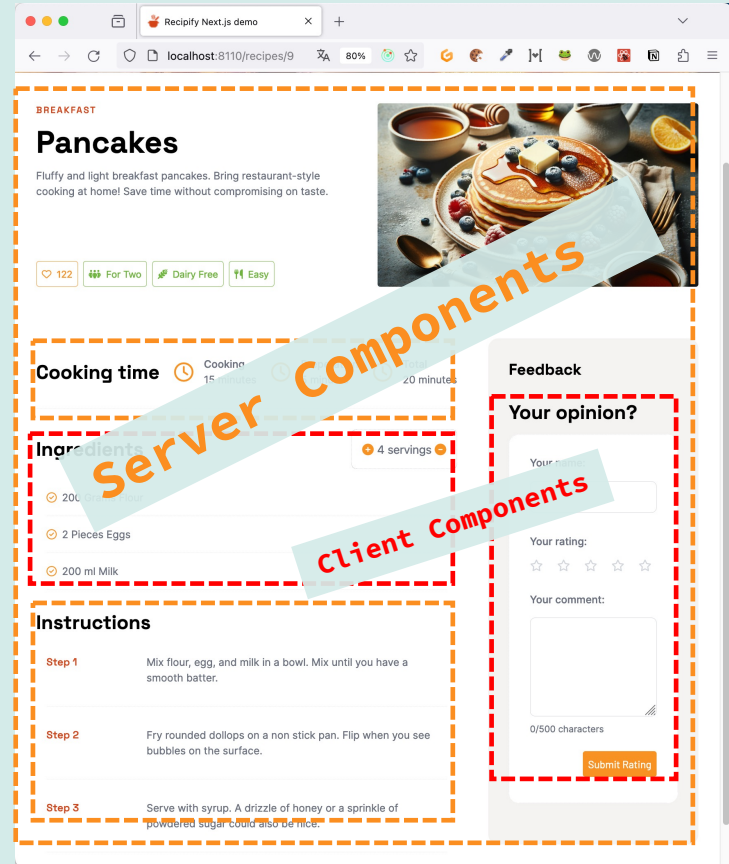 Recipify Next.js demo
localhost:8110/recipes/9
80%
BREAKFAST
Pancakes
Fluffy and light breakfast pancakes. Bring restaurant-style
cooking at home! Save time without compromising on taste.
122
For Two
Dairy Free
Easy
Server Components
Cooking time
Cooking
15 minutes
20 minutes
Ingredients
4 servings
200
2 Pieces Eggs
200 ml Milk
Client Components
Instructions
Step 1
Mix flour, egg, and milk in a bowl. Mix until you have a
smooth batter.
Step 2
Fry rounded dollops on a non stick pan. Flip when you see
bubbles on the surface.
Step 3
Serve with syrup. A drizzle of honey or a sprinkle of
powdered sugar could also be nice.
Feedback
Your opinion?
Your name
Your rating:
Your comment:
0/500 characters
Submit Rating